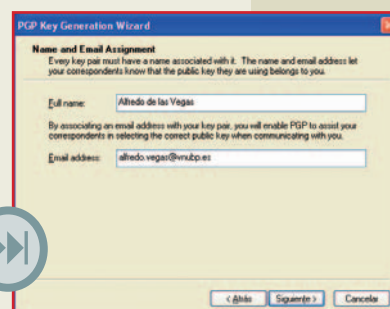 PGP Key Generation Wizard
Name and Email Assignment
Every key pair must have a name associated with it. The name and email address let
your correspondents know that the public key they are using belongs to you.
Full name:
Alfredo de las Vegas
By associating an email address with your key pair, you will enable PGP to assist your
correspondents in selecting the correct public key when communicating with you.
Email address:
alfredo.vegas@vnubp.es
< Atrás
Siguiente >
Cancelar